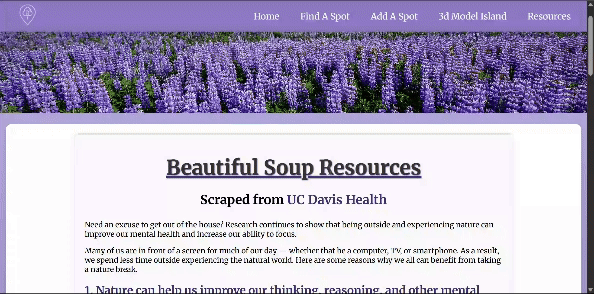 Home Find A Spot Add A Spot 3d Model Island Resources
Beautiful Soup Resources
Scraped from UC Davis Health
Need an excuse to get out of the house? Research continues to show that being outside and experiencing nature can
improve our mental health and increase our ability to focus.
Many of us are in front of a screen for much of our day — whether that be a computer, TV, or smartphone. As a result,
we spend less time outside experiencing the natural world. Here are some reasons why we all can benefit from taking
a nature break.
1. Nature can help us improve our thinking, reasoning, and other mental